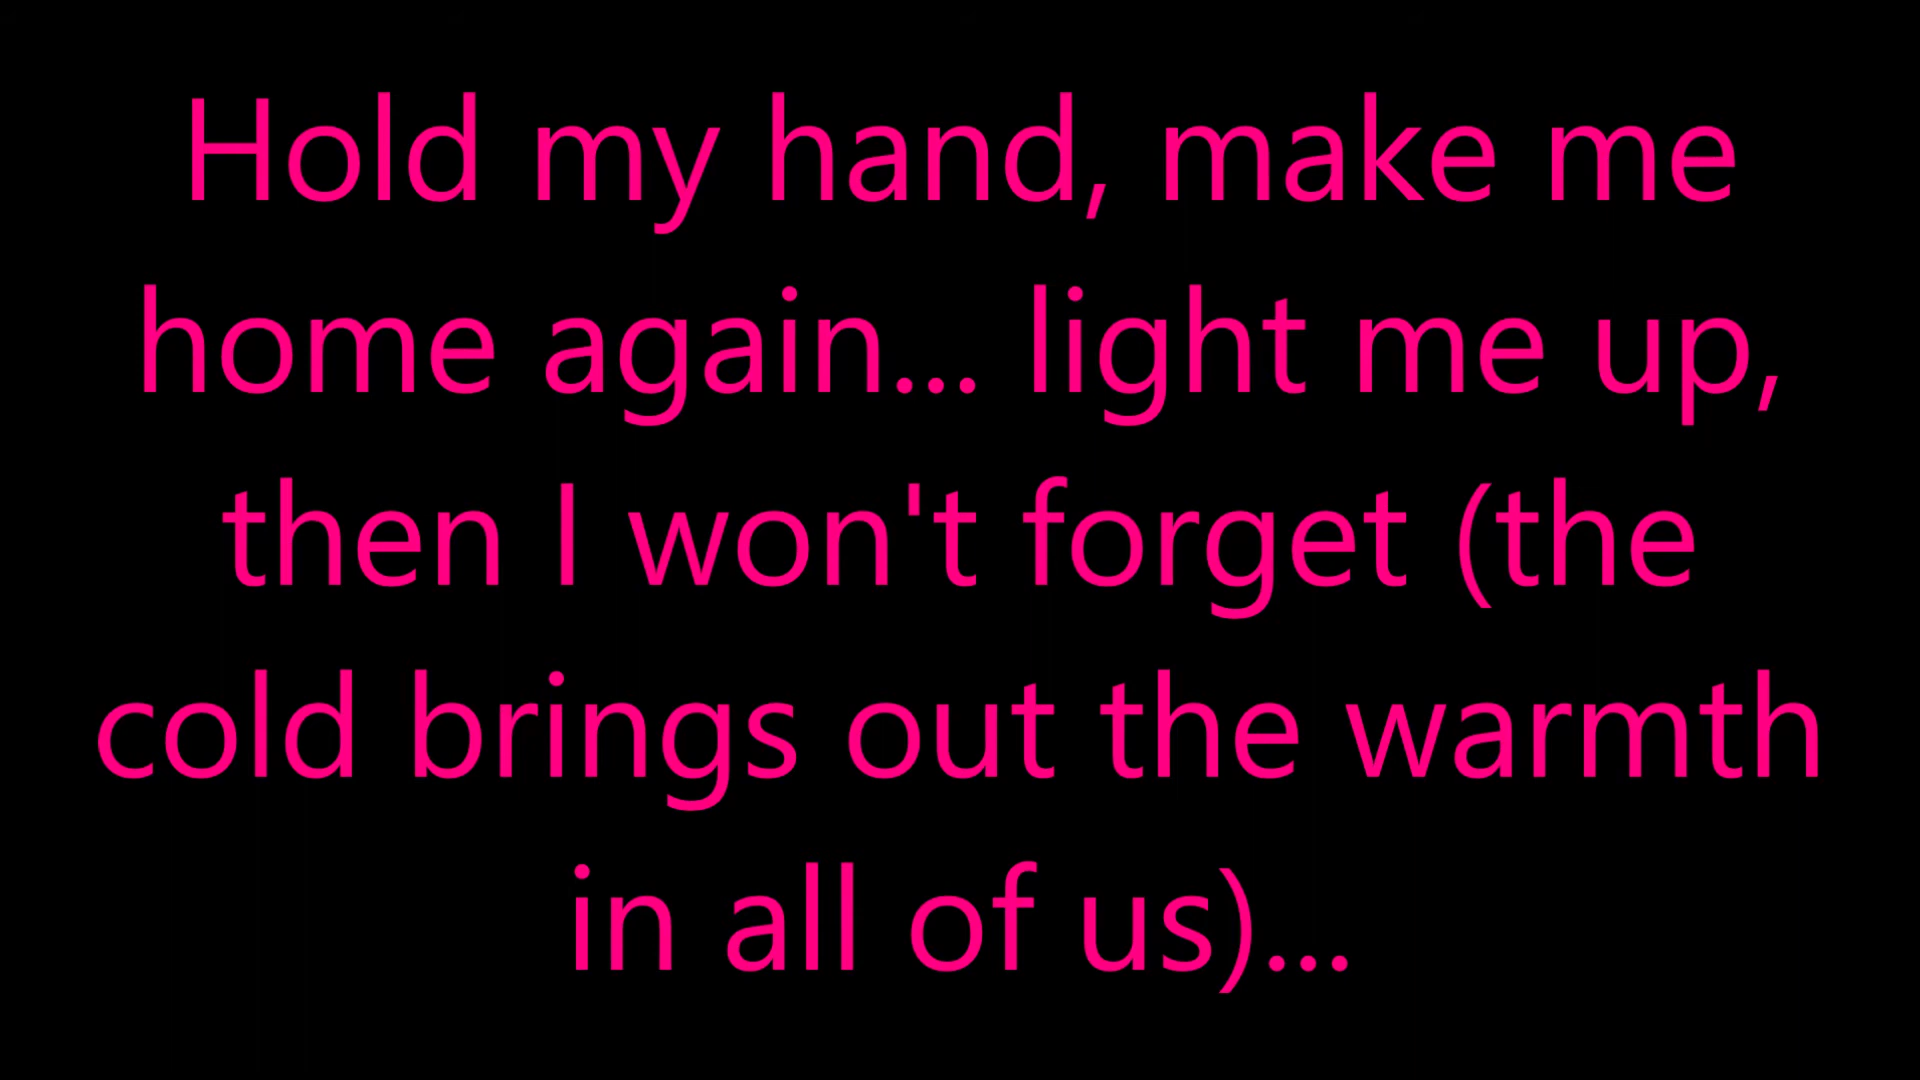 Hold my hand, make me
home again... light me up,
then I won't forget (the
cold brings out the warmth
in all of us)...